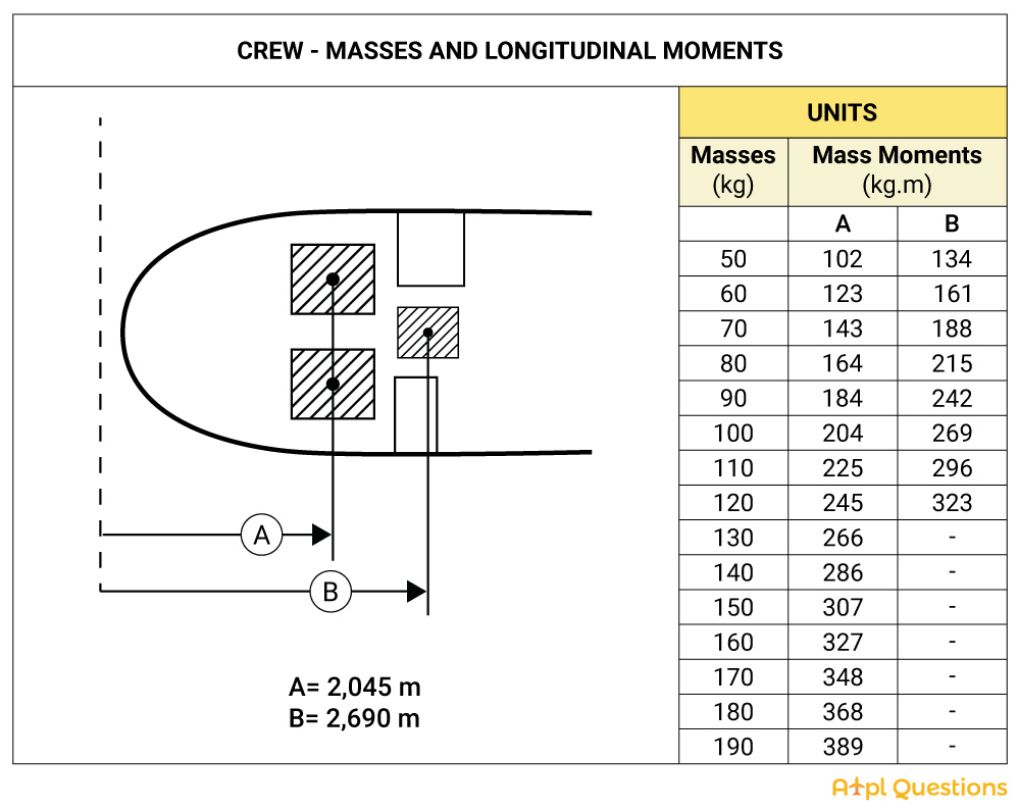 CREW - MASSES AND LONGITUDINAL MOMENTS
UNITS
Masses Mass Moments
(kg) (kg.m)
A B
50 102 134
60 123 161
70 143 188
80 164 215
90 184 242
100 204 269
110 225 296
120 245 323
130 266 -
140 286 -
150 307 -
160 327 -
170 348 -
180 368 -
190 389 -
A
B
A= 2,045 m
B= 2,690 m
Atpl Questions